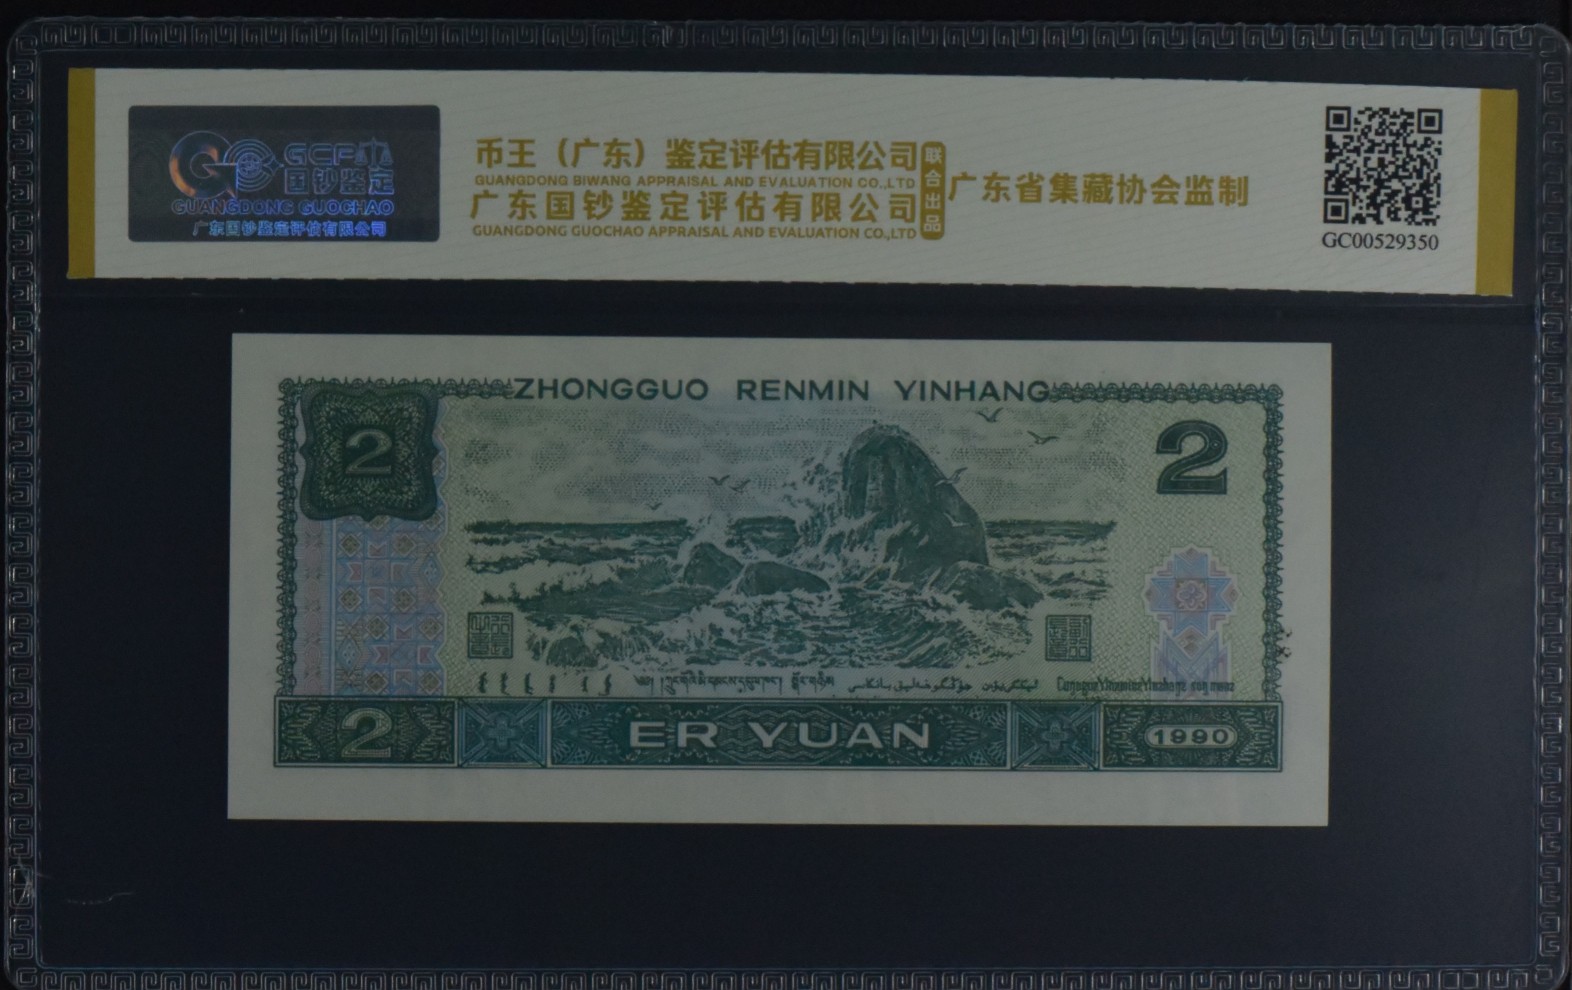 GCF
国钞鉴定
GUANGDONG GUOCHAO
广东国钞鉴定评估有限公司
币王（广东）鉴定评估有限公司
GUANGDONG BIWANG APPRAISAL AND EVALUATION CO.,LTD
广东国钞鉴定评估有限公司
GUANGDONG GUOCHAO APPRAISAL AND EVALUATION CO.,LTD
联合出品
广东省集藏协会监制
GC00529350
ZHONGGUO RENMIN YINHANG
2
2
2
ER YUAN
1990